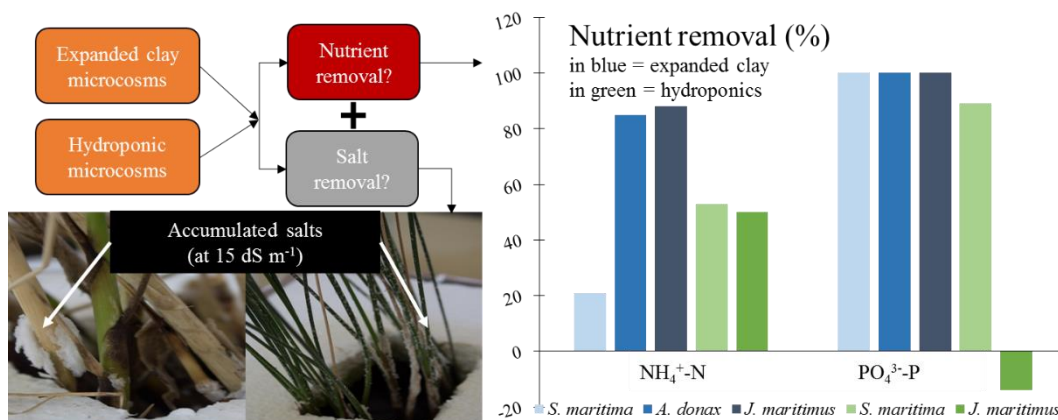 Expanded clay
microcosms
Hydroponic
microcosms
Nutrient
removal?
+
Salt
removal?
Accumulated salts
(at 15 dS m⁻¹)
Nutrient removal (%)
in blue = expanded clay
in green = hydroponics
120
100
80
60
40
20
0
-20
NH₄⁺-N
PO₄³⁻-P
S. maritima
A. donax
J. maritimus
S. maritima
J. maritimus